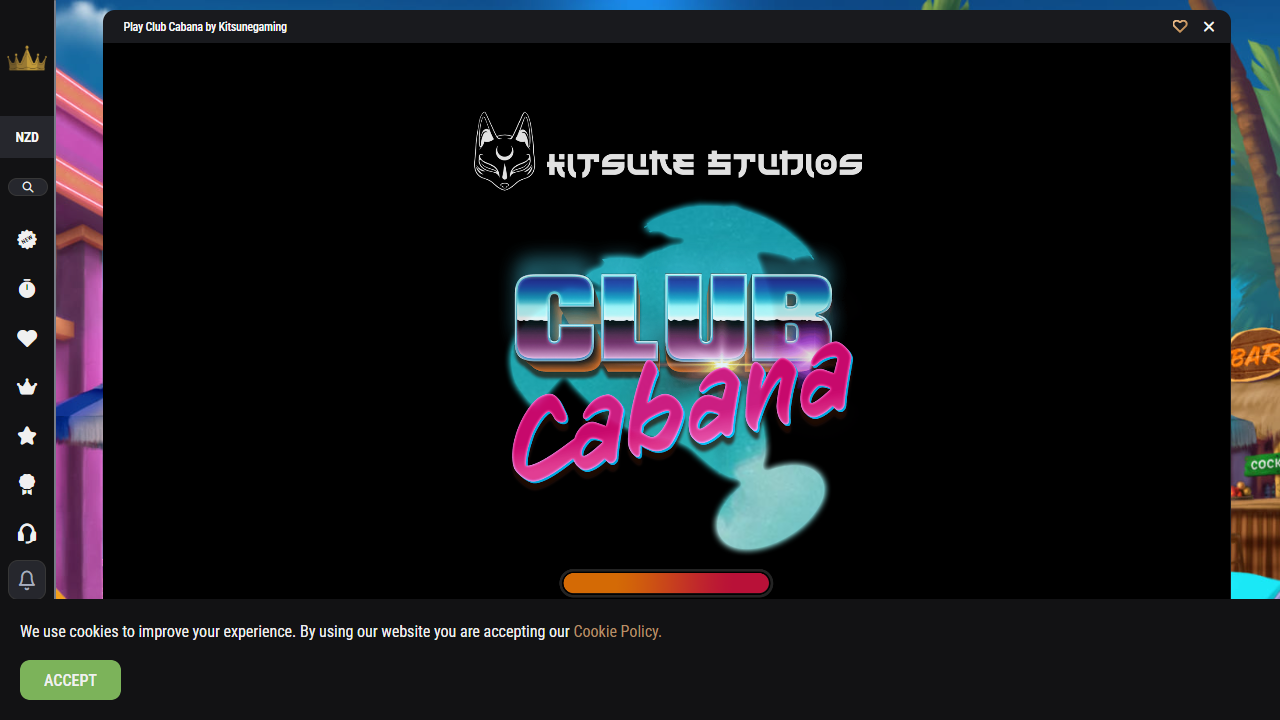 Play Club Cabana by Kitsunegaming
NZD
NEW
KITSUNE STUDIOS
CLUB
Cabana
BAR
COCK
We use cookies to improve your experience. By using our website you are accepting our Cookie Policy.
ACCEPT